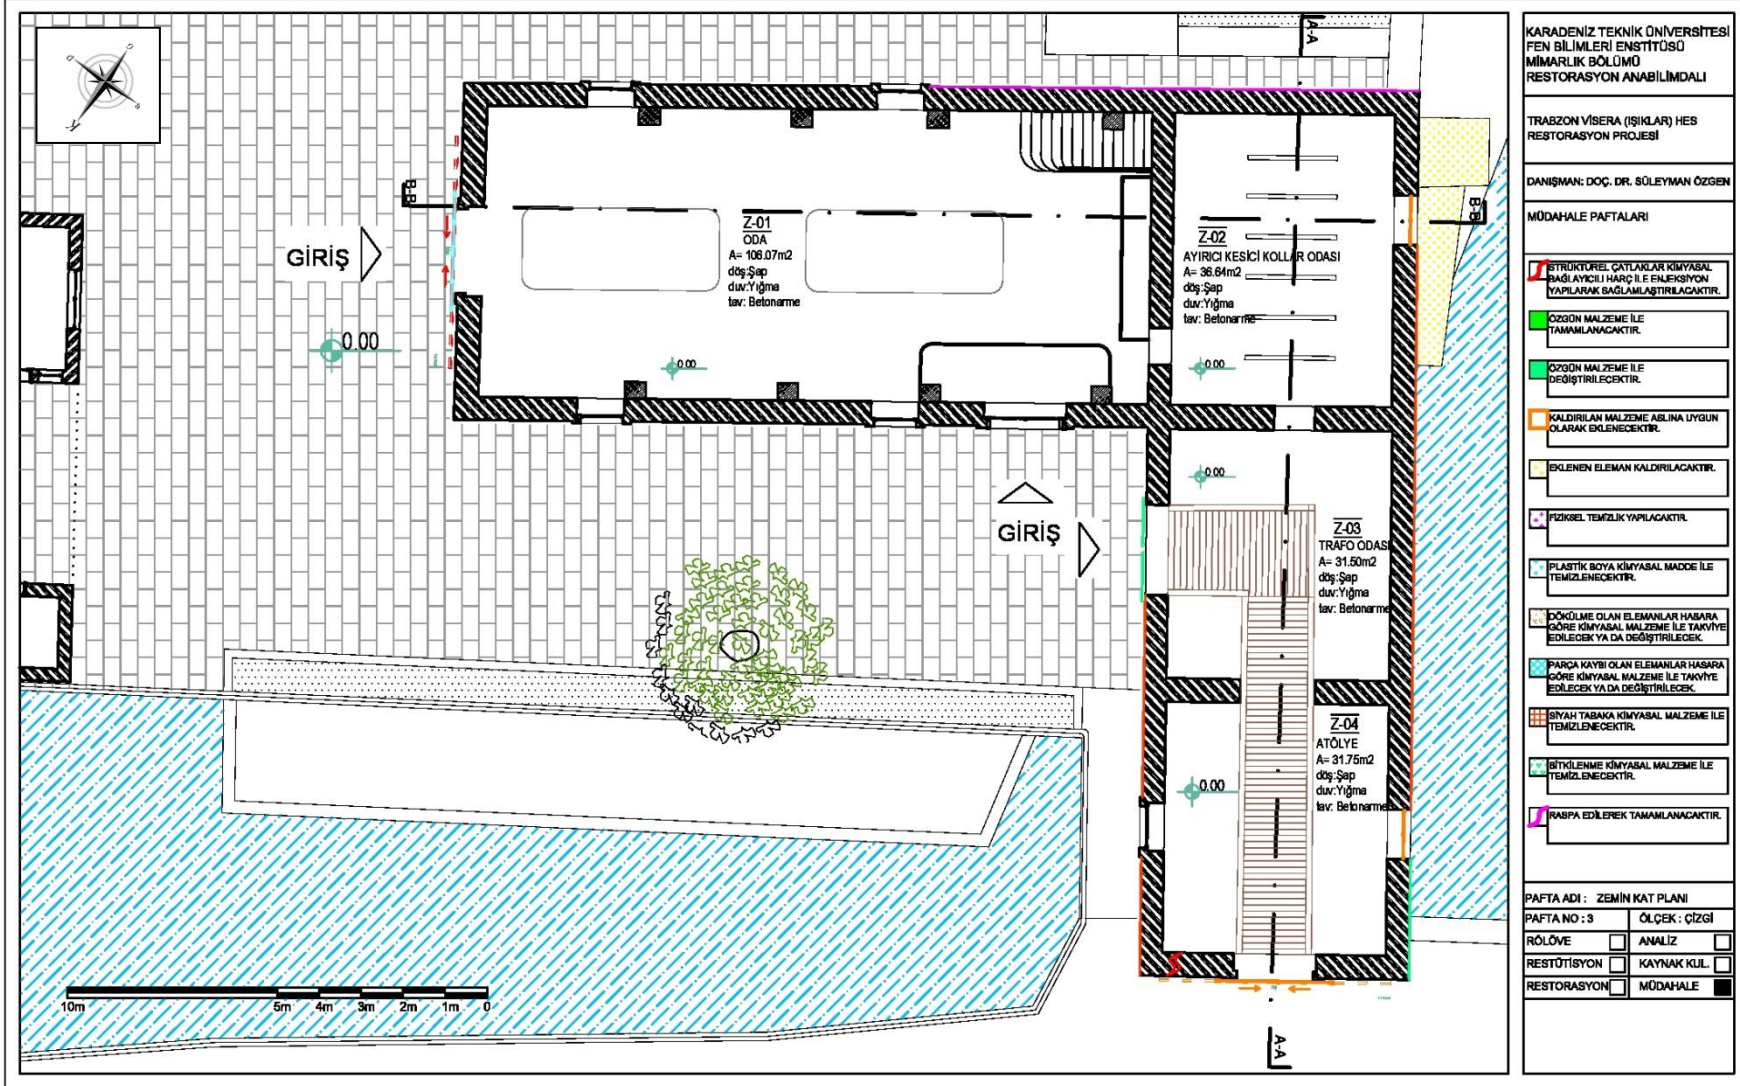 A-A
B-B
GİRİŞ
0.00
Z-01
ODA
A= 106.07m2
döş:Şap
duv:Yığma
tav: Betonarme
0.00
Z-02
AYIRICI KESİCİ KOLLAR ODASI
A= 36.64m2
döş:Şap
duv:Yığma
tav: Betonarme
0.00
B-B
0.00
GİRİŞ
Z-03
TRAFO ODASI
A= 31.50m2
döş:Şap
duv:Yığma
tav: Betonarme
Z-04
ATÖLYE
A= 31.75m2
döş:Şap
duv:Yığma
tav: Betonarme
0.00
10m 5m 4m 3m 2m 1m 0
A-A
KARADENİZ TEKNİK ÜNİVERSİTESİ
FEN BİLİMLERİ ENSTİTÜSÜ
MİMARLIK BÖLÜMÜ
RESTORASYON ANABİLİMDALI
TRABZON VİSERA (IŞIKLAR) HES
RESTORASYON PROJESİ
DANIŞMAN: DOÇ. DR. SÜLEYMAN ÖZGEN
MÜDAHALE PAFTALARI
STRÜKTÜREL ÇATLAKLAR KİMYASAL
BAĞLAYICILI HARÇ İLE ENJEKSİYON
YAPILARAK SAĞLAMLAŞTIRILACAKTIR.
ÖZGÜN MALZEME İLE
TAMAMLANACAKTIR.
ÖZGÜN MALZEME İLE
DEĞİŞTİRİLECEKTİR.
KALDIRILAN MALZEME ASLINA UYGUN
OLARAK EKLENECEKTİR.
EKLENEN ELEMAN KALDIRILACAKTIR.
FİZİKSEL TEMİZLİK YAPILACAKTIR.
PLASTİK BOYA KİMYASAL MADDE İLE
TEMİZLENECEKTİR.
DÖKÜLME OLAN ELEMANLAR HASARA
GÖRE KİMYASAL MALZEME İLE TAKVİYE
EDİLECEK YA DA DEĞİŞTİRİLECEK.
PARÇA KAYBI OLAN ELEMANLAR HASARA
GÖRE KİMYASAL MALZEME İLE TAKVİYE
EDİLECEK YA DA DEĞİŞTİRİLECEK.
SİYAH TABAKA KİMYASAL MALZEME İLE
TEMİZLENECEKTİR.
BİTKİLENME KİMYASAL MALZEME İLE
TEMİZLENECEKTİR.
RASPA EDİLEREK TAMAMLANACAKTIR.
PAFTA ADI : ZEMİN KAT PLANI
PAFTA NO : 3 ÖLÇEK : ÇİZGİ
RÖLÖVE ANALİZ
RESTÜTİSYON KAYNAK KUL.
RESTORASYON MÜDAHALE